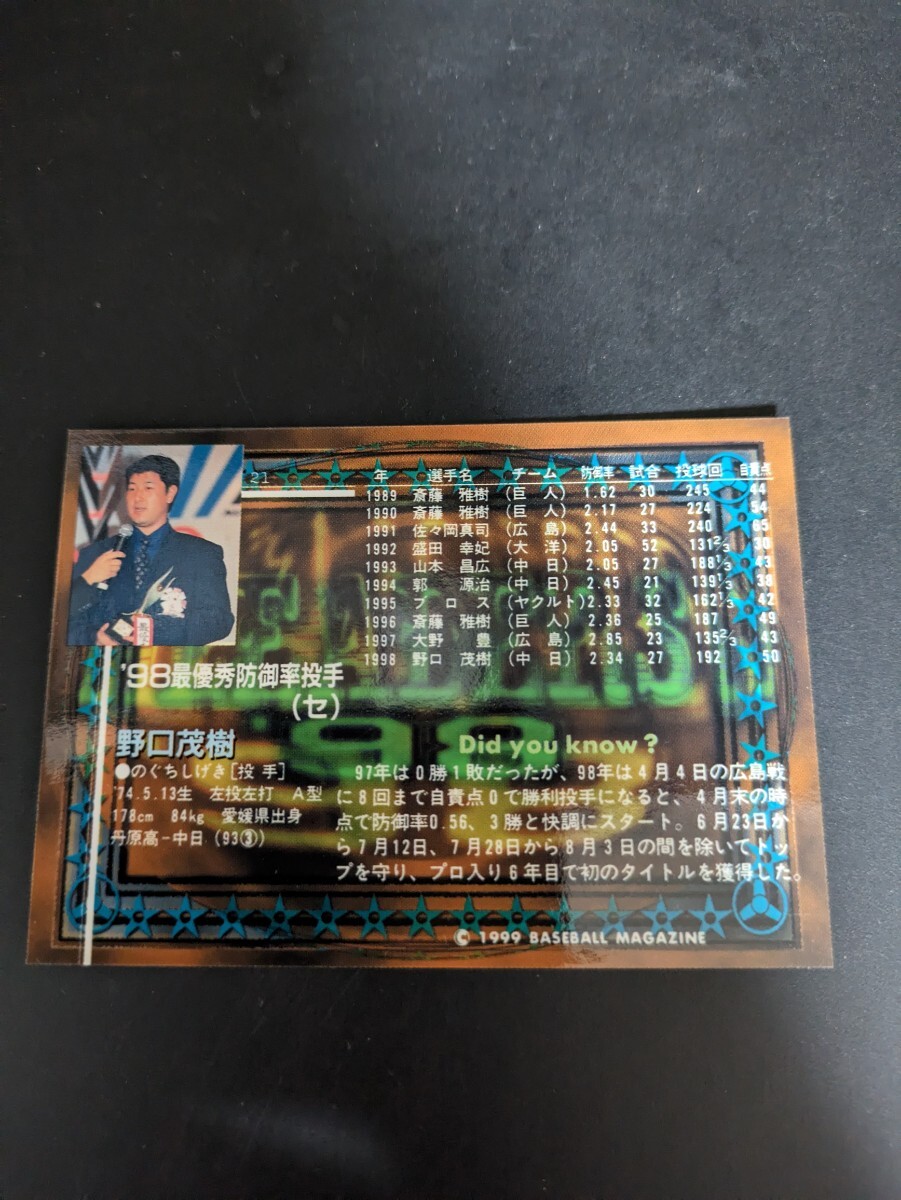 21
年 選手名 チーム 防御率 試合 投球回 自責点
1989 斎藤 雅樹 (巨 人) 1.62 30 245 44
1990 斎藤 雅樹 (巨 人) 2.17 27 224 54
1991 佐々岡真司 (広 島) 2.44 33 240 65
1992 盛田 幸妃 (大 洋) 2.05 52 131⅔ 30
1993 山本 昌広 (中 日) 2.05 27 188⅓ 43
1994 郭 源治 (中 日) 2.45 21 139⅓ 38
1995 ブ ロ ス (ヤクルト) 2.33 32 162⅓ 42
1996 斎藤 雅樹 (巨 人) 2.36 25 187 49
1997 大野 豊 (広 島) 2.85 23 135⅔ 43
1998 野口 茂樹 (中 日) 2.34 27 192 50
LEADERS
'98
'98最優秀防御率投手
(セ)
野口茂樹
●のぐちしげき[投 手]
'74.5.13生 左投左打 A型
178cm 84kg 愛媛県出身
丹原高－中日 (93③)
Did you know?
97年は0勝1敗だったが、98年は4月4日の広島戦
に8回まで自責点0で勝利投手になると、4月末の時
点で防御率0.56、3勝と快調にスタート。6月23日か
ら7月12日、7月28日から8月3日の間を除いてトッ
プを守り、プロ入り6年目で初のタイトルを獲得した。
© 1999 BASEBALL MAGAZINE